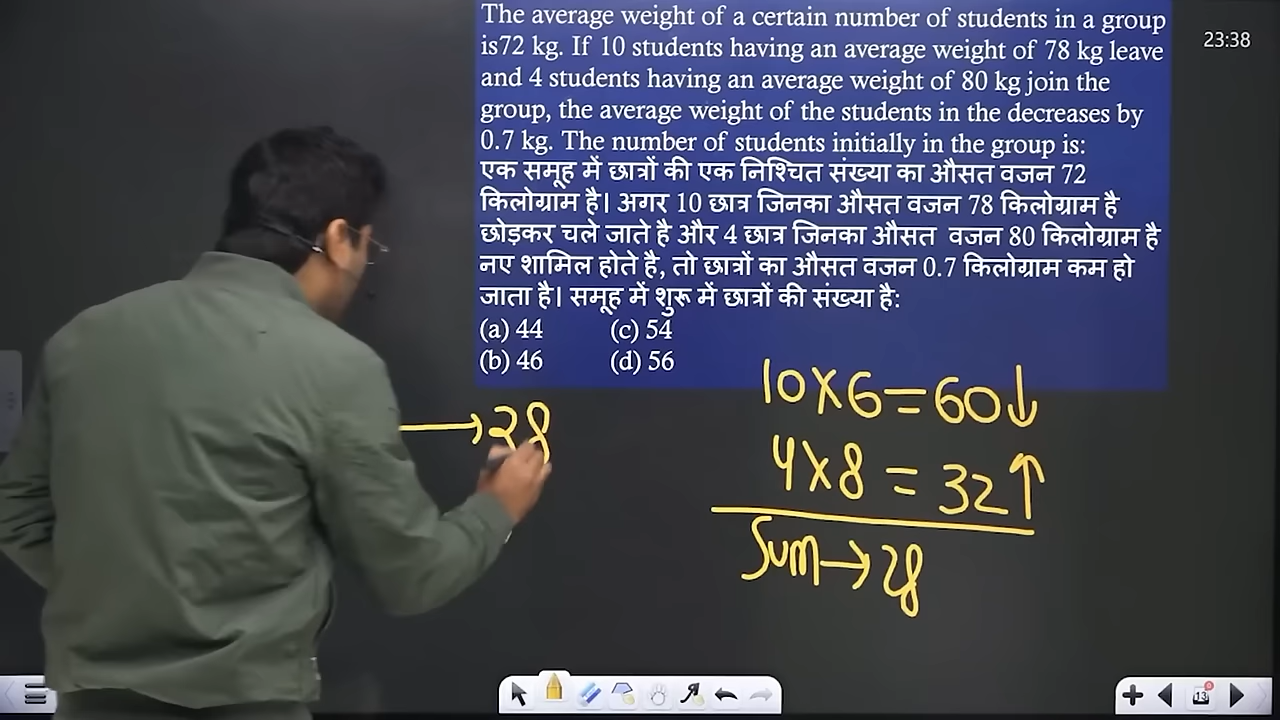 The average weight of a certain number of students in a group
is72 kg. If 10 students having an average weight of 78 kg leave
and 4 students having an average weight of 80 kg join the
group, the average weight of the students in the decreases by
0.7 kg. The number of students initially in the group is:
एक समूह में छात्रों की एक निश्चित संख्या का औसत वजन 72
किलोग्राम है। अगर 10 छात्र जिनका औसत वजन 78 किलोग्राम है
छोड़कर चले जाते है और 4 छात्र जिनका औसत वजन 80 किलोग्राम है
नए शामिल होते है, तो छात्रों का औसत वजन 0.7 किलोग्राम कम हो
जाता है। समूह में शुरू में छात्रों की संख्या है:
(a) 44 (c) 54
(b) 46 (d) 56
23:38
10×6=60↓
4×8=32↑
Sum→28
→28
13